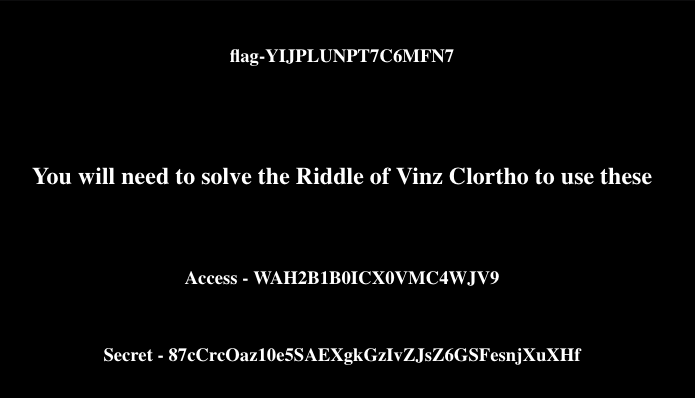 flag-YIJPLUNPT7C6MFN7
You will need to solve the Riddle of Vinz Clortho to use these
Access - WAH2B1B0ICX0VMC4WJV9
Secret - 87cCrcOaz10e5SAEXgkGzIvZJsZ6GSFesnjXuXHf